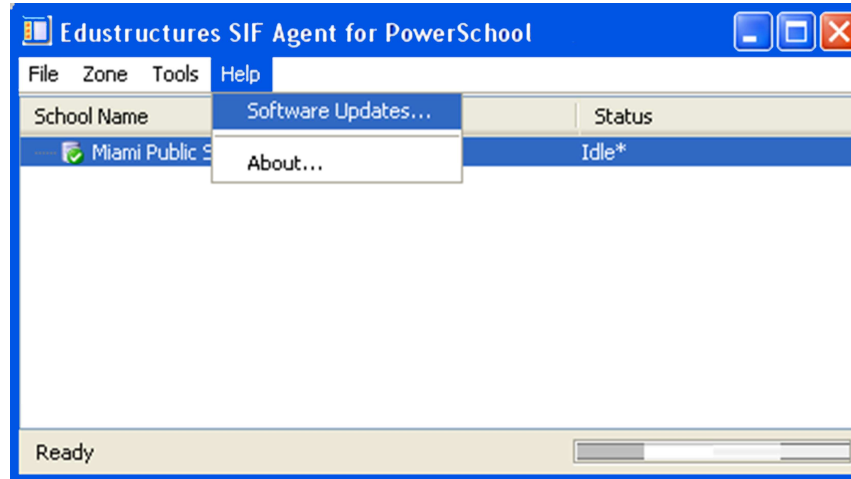 Edustructures SIF Agent for PowerSchool
File Zone Tools Help
School Name Status
Software Updates...
Miami Public Idle*
About...
Ready